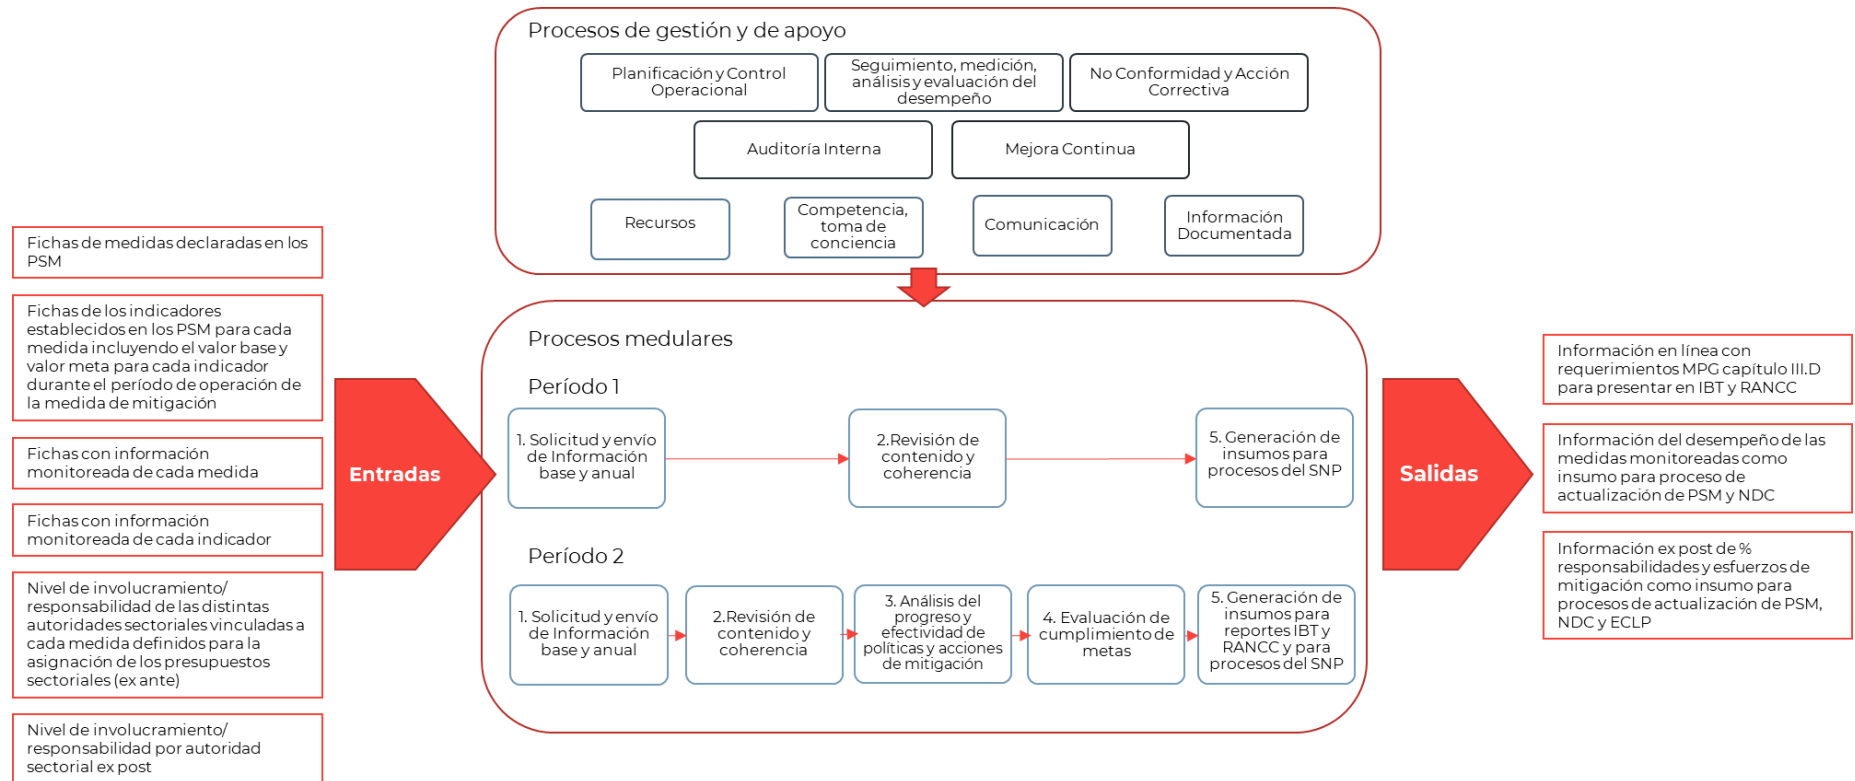 Procesos de gestión y de apoyo
Planificación y Control
Operacional
Seguimiento, medición,
análisis y evaluación del
desempeño
No Conformidad y Acción
Correctiva
Auditoría Interna
Mejora Continua
Recursos
Competencia,
toma de
conciencia
Comunicación
Información
Documentada
Fichas de medidas declaradas en los
PSM
Fichas de los indicadores
establecidos en los PSM para cada
medida incluyendo el valor base y
valor meta para cada indicador
durante el período de operación de
la medida de mitigación
Fichas con información
monitoreada de cada medida
Fichas con información
monitoreada de cada indicador
Nivel de involucramiento/
responsabilidad de las distintas
autoridades sectoriales vinculadas a
cada medida definidos para la
asignación de los presupuestos
sectoriales (ex ante)
Nivel de involucramiento/
responsabilidad por autoridad
sectorial ex post
Entradas
Procesos medulares
Período 1
1. Solicitud y envío
de Información
base y anual
2.Revisión de
contenido y
coherencia
5. Generación de
insumos para
procesos del SNP
Período 2
1. Solicitud y envío
de Información
base y anual
2.Revisión de
contenido y
coherencia
3. Análisis del
progreso y
efectividad de
políticas y acciones
de mitigación
4. Evaluación de
cumplimiento de
metas
5. Generación de
insumos para
reportes IBT y
RANCC y para
procesos del SNP
Salidas
Información en línea con
requerimientos MPG capítulo III.D
para presentar en IBT y RANCC
Información del desempeño de las
medidas monitoreadas como
insumo para proceso de
actualización de PSM y NDC
Información ex post de %
responsabilidades y esfuerzos de
mitigación como insumo para
procesos de actualización de PSM,
NDC y ECLP